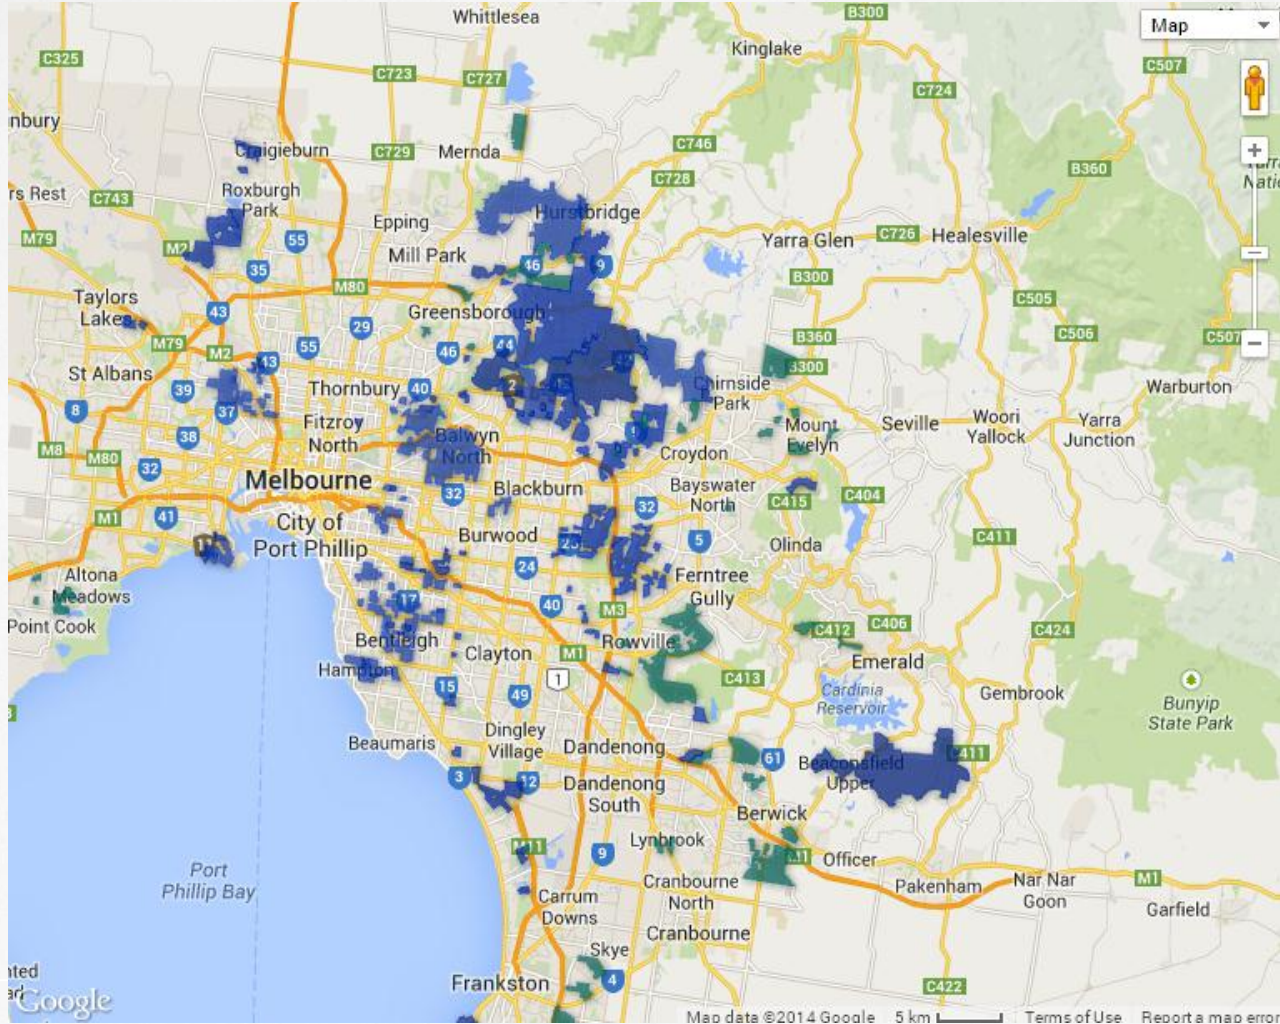 Whittlesea
B300
Map
Kinglake
C325
C507
C723
C727
C724
nbury
C746
Craigieburn
C729
Mernda
B360
C728
rs Rest
C743
Roxburgh
Park
Nati
Epping
Hurstbridge
M79
55
Yarra Glen
C726
Healesville
M2
Mill Park
46
9
35
B300
M80
Taylors
Lakes
43
Greensborough
C505
29
M79
55
44
B360
C506
C507
M2
46
43
42
St Albans
B300
39
Thornbury
40
2
Chirnside
Park
Warburton
8
37
Fitzroy
North
Mount
Evelyn
Seville
Woori
Yallock
Yarra
Junction
38
Balwyn
North
9
M8
M80
Croydon
32
Melbourne
32
Blackburn
Bayswater
North
C415
C404
M1
41
City of
Port Phillip
32
Burwood
5
C411
Olinda
24
Altona
Meadows
Ferntree
Gully
17
40
M3
Point Cook
C406
C424
Bentleigh
Rowville
C412
Clayton
M1
Emerald
Hampton
1
C413
15
49
Cardinia
Reservoir
Gembrook
Bunyip
State Park
Beaumaris
Dingley
Village
Dandenong
61
Beaconsfield
Upper
C411
3
12
Dandenong
South
Berwick
M11
9
Lynbrook
M1
Officer
Port
Phillip Bay
Cranbourne
North
Pakenham
Nar Nar
Goon
M1
Carrum
Downs
Garfield
Cranbourne
Skye
nted
Frankston
4
C422
Google
Map data ©2014 Google
5 km
Terms of Use
Report a map error